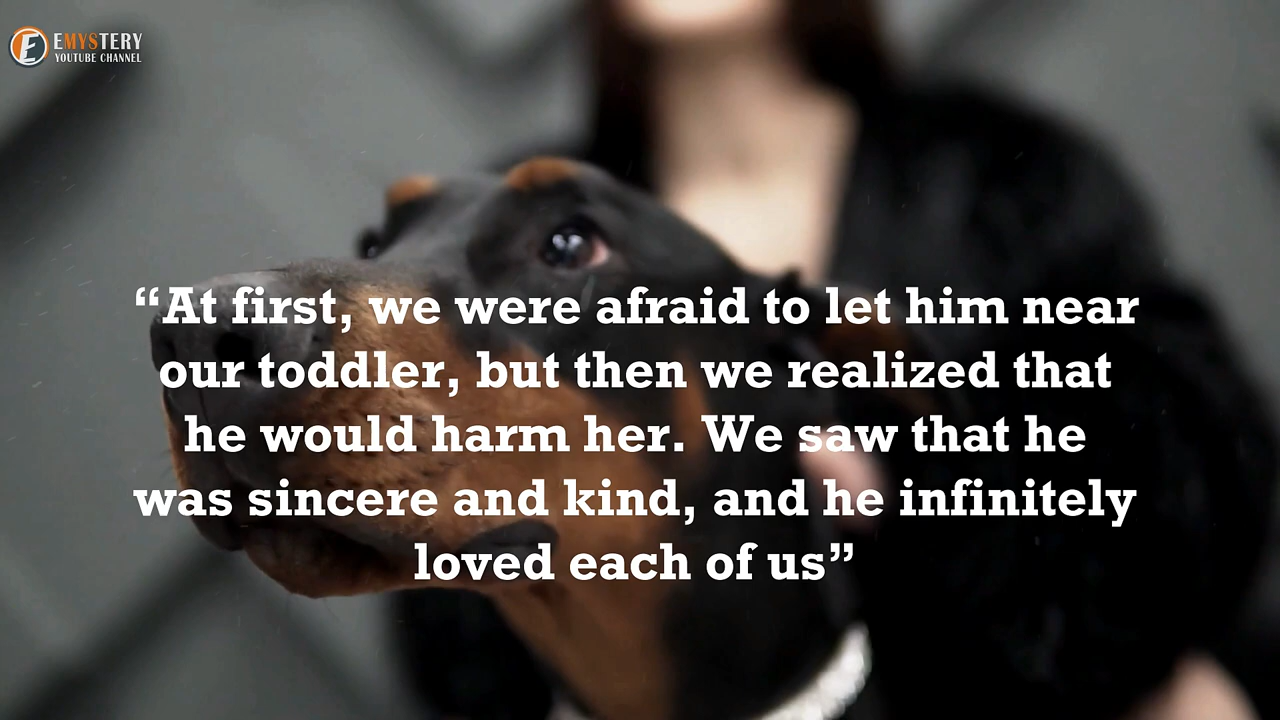 EMYSTERY
YOUTUBE CHANNEL
“At first, we were afraid to let him near
our toddler, but then we realized that
he would harm her. We saw that he
was sincere and kind, and he infinitely
loved each of us”